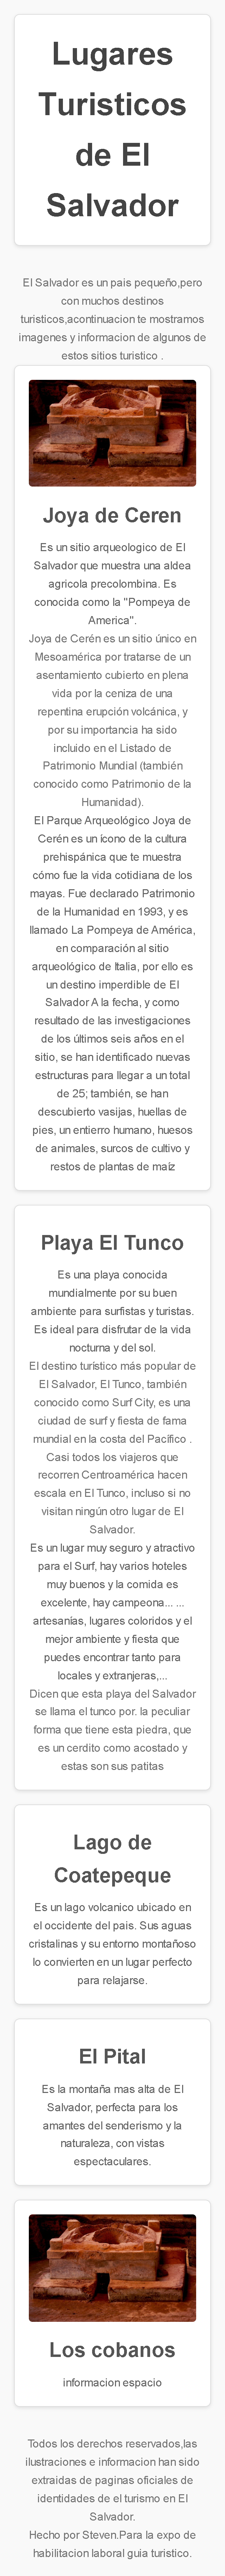 Lugares
Turisticos
de El
Salvador
El Salvador es un pais pequeño,pero
con muchos destinos
turisticos,acontinuacion te mostramos
imagenes y informacion de algunos de
estos sitios turistico .
Joya de Ceren
Es un sitio arqueologico de El
Salvador que muestra una aldea
agricola precolombina. Es
conocida como la "Pompeya de
America".
Joya de Cerén es un sitio único en
Mesoamérica por tratarse de un
asentamiento cubierto en plena
vida por la ceniza de una
repentina erupción volcánica, y
por su importancia ha sido
incluido en el Listado de
Patrimonio Mundial (también
conocido como Patrimonio de la
Humanidad).
El Parque Arqueológico Joya de
Cerén es un ícono de la cultura
prehispánica que te muestra
cómo fue la vida cotidiana de los
mayas. Fue declarado Patrimonio
de la Humanidad en 1993, y es
llamado La Pompeya de América,
en comparación al sitio
arqueológico de Italia, por ello es
un destino imperdible de El
Salvador A la fecha, y como
resultado de las investigaciones
de los últimos seis años en el
sitio, se han identificado nuevas
estructuras para llegar a un total
de 25; también, se han
descubierto vasijas, huellas de
pies, un entierro humano, huesos
de animales, surcos de cultivo y
restos de plantas de maíz
Playa El Tunco
Es una playa conocida
mundialmente por su buen
ambiente para surfistas y turistas.
Es ideal para disfrutar de la vida
nocturna y del sol.
El destino turístico más popular de
El Salvador, El Tunco, también
conocido como Surf City, es una
ciudad de surf y fiesta de fama
mundial en la costa del Pacífico .
Casi todos los viajeros que
recorren Centroamérica hacen
escala en El Tunco, incluso si no
visitan ningún otro lugar de El
Salvador.
Es un lugar muy seguro y atractivo
para el Surf, hay varios hoteles
muy buenos y la comida es
excelente, hay campeona... ...
artesanías, lugares coloridos y el
mejor ambiente y fiesta que
puedes encontrar tanto para
locales y extranjeras,...
Dicen que esta playa del Salvador
se llama el tunco por. la peculiar
forma que tiene esta piedra, que
es un cerdito como acostado y
estas son sus patitas
Lago de
Coatepeque
Es un lago volcanico ubicado en
el occidente del pais. Sus aguas
cristalinas y su entorno montañoso
lo convierten en un lugar perfecto
para relajarse.
El Pital
Es la montaña mas alta de El
Salvador, perfecta para los
amantes del senderismo y la
naturaleza, con vistas
espectaculares.
Los cobanos
informacion espacio
Todos los derechos reservados,las
ilustraciones e informacion han sido
extraidas de paginas oficiales de
identidades de el turismo en El
Salvador.
Hecho por Steven.Para la expo de
habilitacion laboral guia turistico.